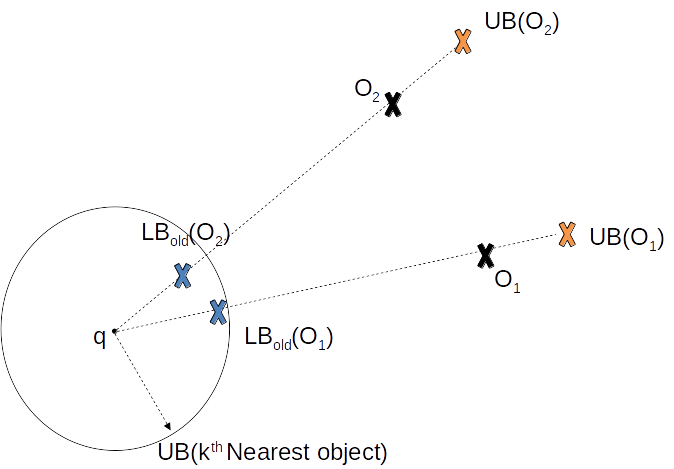 UB(O2)
O2
LBold(O2)
UB(O1)
O1
q
LBold(O1)
UB(kth Nearest object)